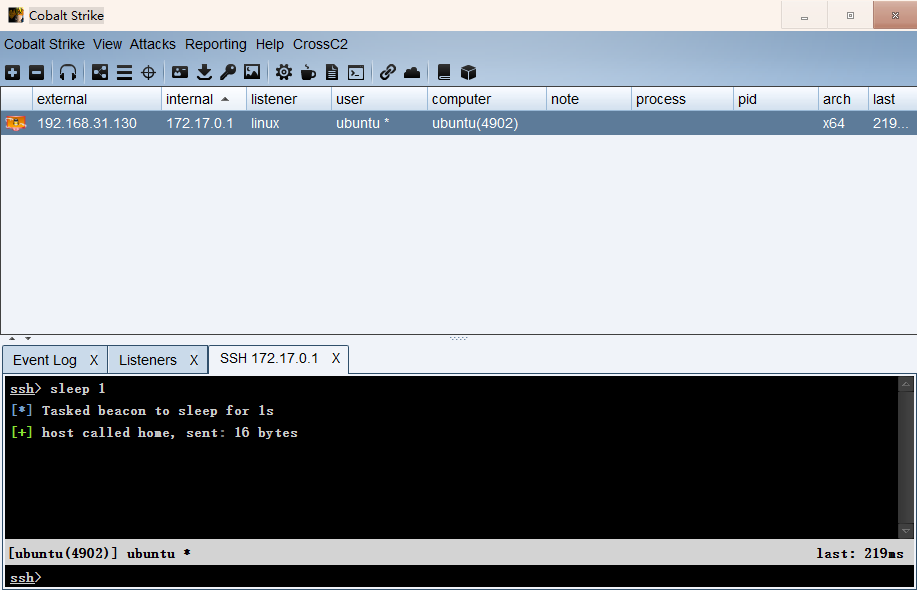 Cobalt Strike
Cobalt Strike View Attacks Reporting Help CrossC2
external internal listener user computer note process pid arch last
192.168.31.130 172.17.0.1 linux ubuntu * ubuntu(4902) x64 219...
Event Log X Listeners X SSH 172.17.0.1 X
ssh> sleep 1
[*] Tasked beacon to sleep for 1s
[+] host called home, sent: 16 bytes
[ubuntu(4902)] ubuntu * last: 219ms
ssh>